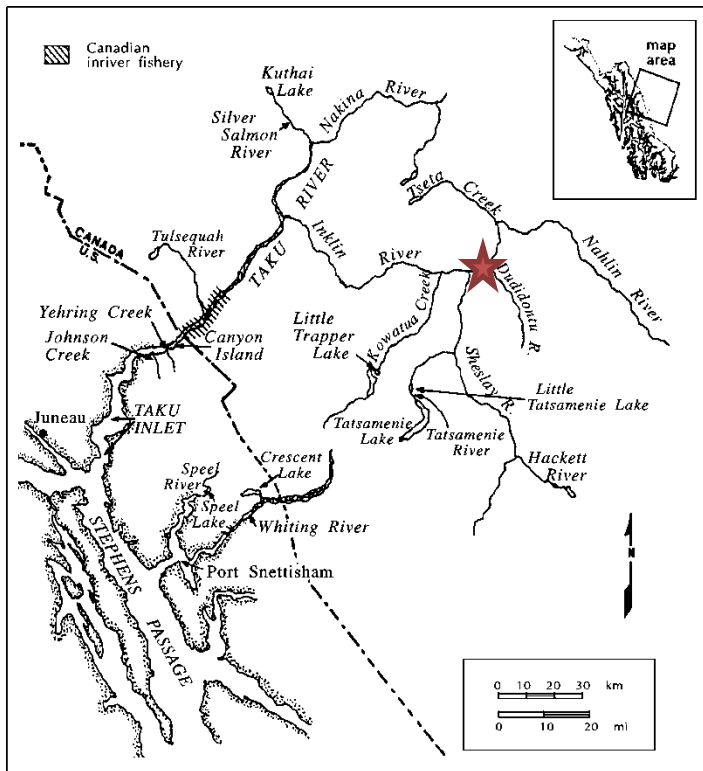 Canadian
inriver fishery
map
area
Kuthai
Lake
Nakina River
Silver
Salmon
River
TAKU RIVER
Tseta Creek
Nahlin River
Inklin River
Dudidontu R.
CANADA
U.S.
Tulsequah
River
Yehring Creek
Johnson
Creek
Canyon
Island
Little
Trapper
Lake
Kowatua Creek
Sheslay R.
Little
Tatsamenie Lake
Tatsamenie
Lake
Tatsamenie
River
Hackett
River
Juneau
TAKU
INLET
Speel
River
Crescent
Lake
Speel
Lake
Whiting River
Port Snettisham
STEPHENS PASSAGE
N
0 10 20 30 km
0 10 20 mi